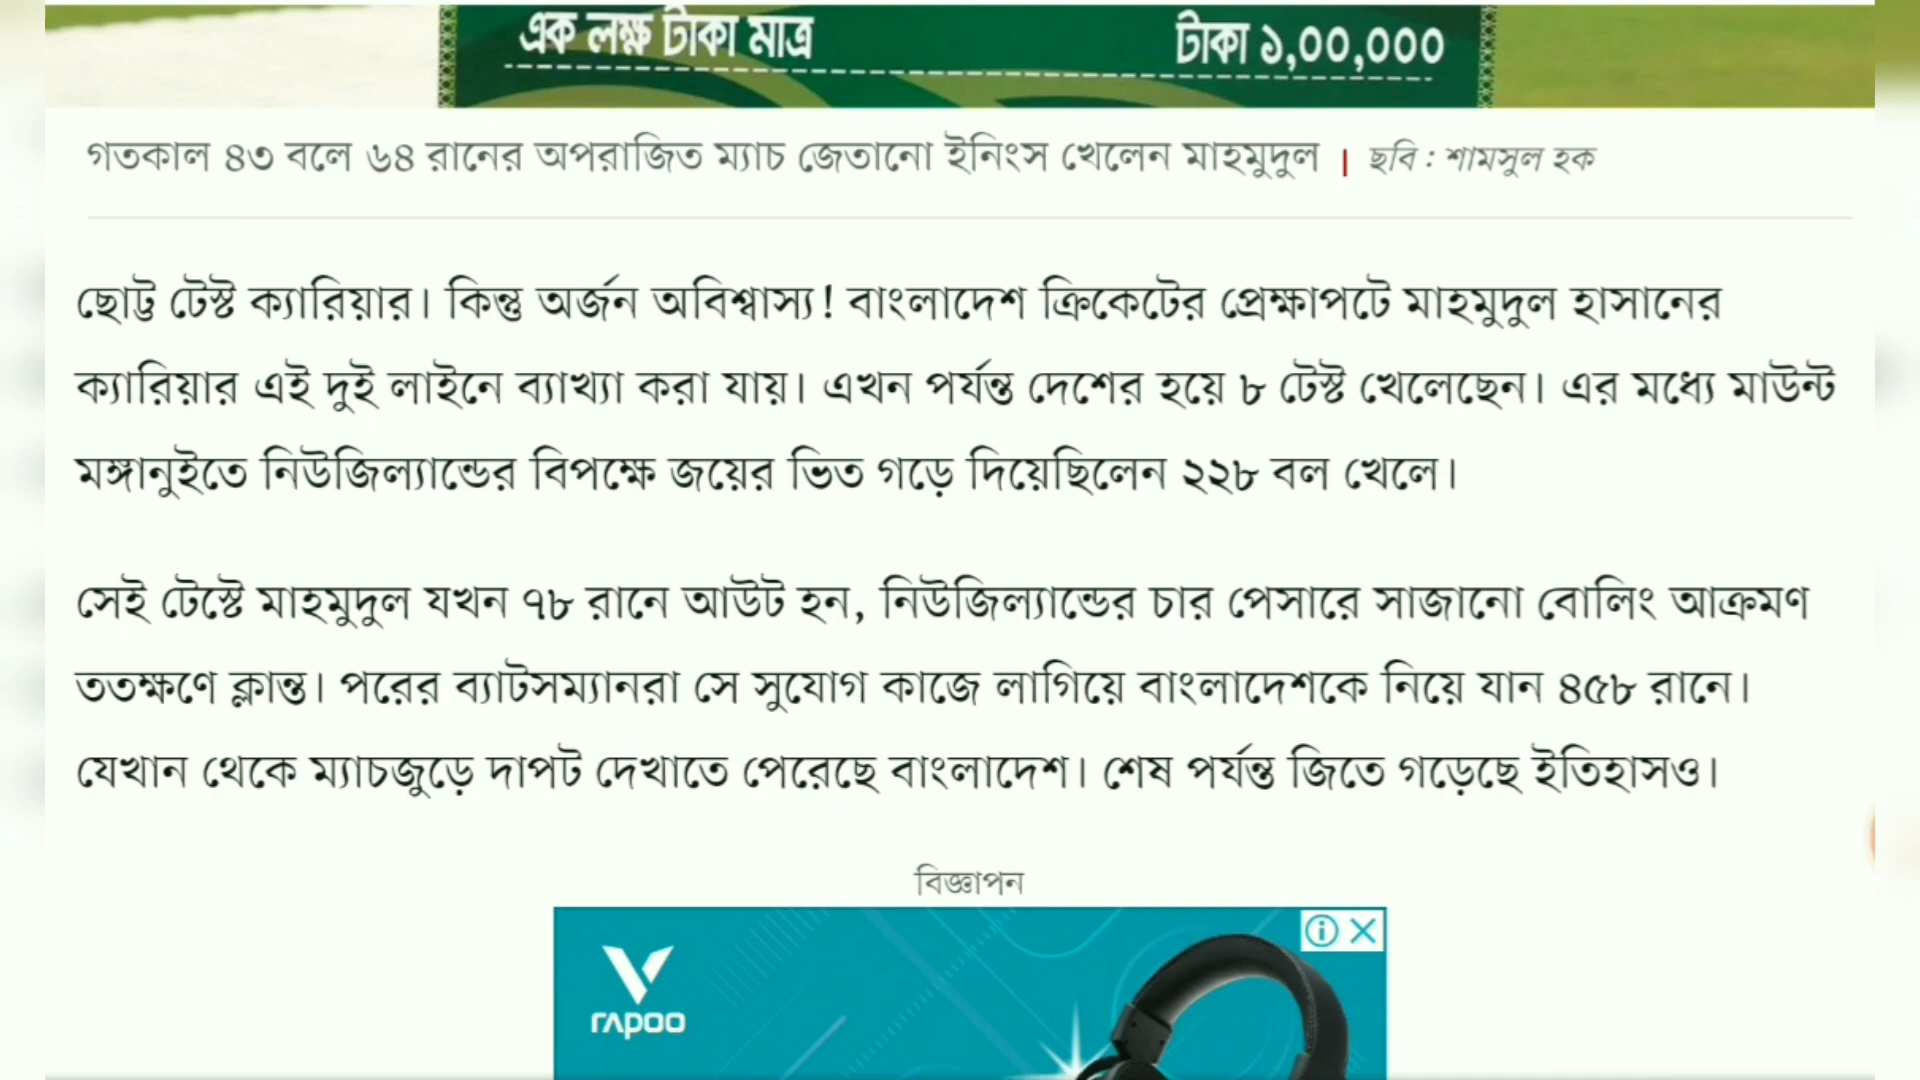 এক লক্ষ টাকা মাত্র টাকা ১,০০,০০০
গতকাল ৪৩ বলে ৬৪ রানের অপরাজিত ম্যাচ জেতানো ইনিংস খেলেন মাহমুদুল | ছবি : শামসুল হক
ছোট্ট টেস্ট ক্যারিয়ার। কিন্তু অর্জন অবিশ্বাস্য! বাংলাদেশ ক্রিকেটের প্রেক্ষাপটে মাহমুদুল হাসানের
ক্যারিয়ার এই দুই লাইনে ব্যাখ্যা করা যায়। এখন পর্যন্ত দেশের হয়ে ৮ টেস্ট খেলেছেন। এর মধ্যে মাউন্ট
মঙ্গানুইতে নিউজিল্যান্ডের বিপক্ষে জয়ের ভিত গড়ে দিয়েছিলেন ২২৮ বল খেলে।
সেই টেস্টে মাহমুদুল যখন ৭৮ রানে আউট হন, নিউজিল্যান্ডের চার পেসারে সাজানো বোলিং আক্রমণ
ততক্ষণে ক্লান্ত। পরের ব্যাটসম্যানরা সে সুযোগ কাজে লাগিয়ে বাংলাদেশকে নিয়ে যান ৪৫৮ রানে।
যেখান থেকে ম্যাচজুড়ে দাপট দেখাতে পেরেছে বাংলাদেশ। শেষ পর্যন্ত জিতে গড়েছে ইতিহাসও।
বিজ্ঞাপন
rapoo